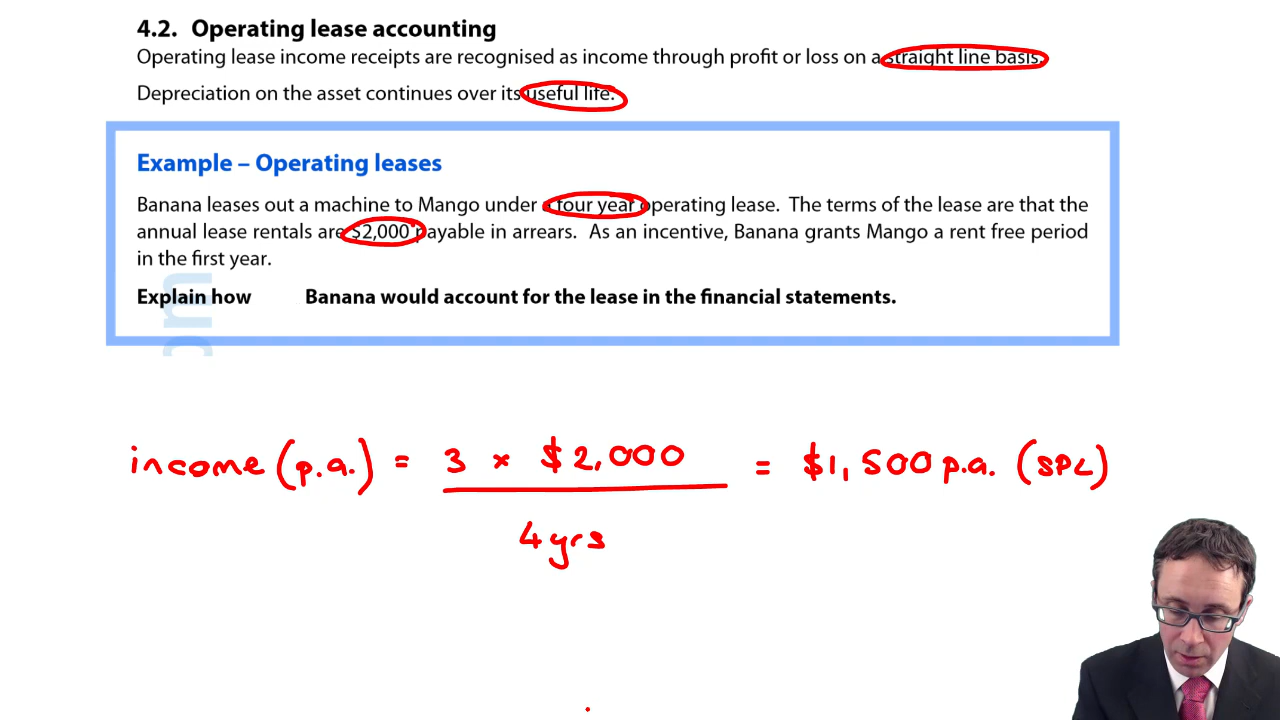 4.2. Operating lease accounting
Operating lease income receipts are recognised as income through profit or loss on a straight line basis.
Depreciation on the asset continues over its useful life.
Example – Operating leases
Banana leases out a machine to Mango under a four year operating lease. The terms of the lease are that the
annual lease rentals are $2,000 payable in arrears. As an incentive, Banana grants Mango a rent free period
in the first year.
Explain how Banana would account for the lease in the financial statements.
income (p.a.) = 3 × $2,000 = $1,500 p.a. (SPL)
4 yrs